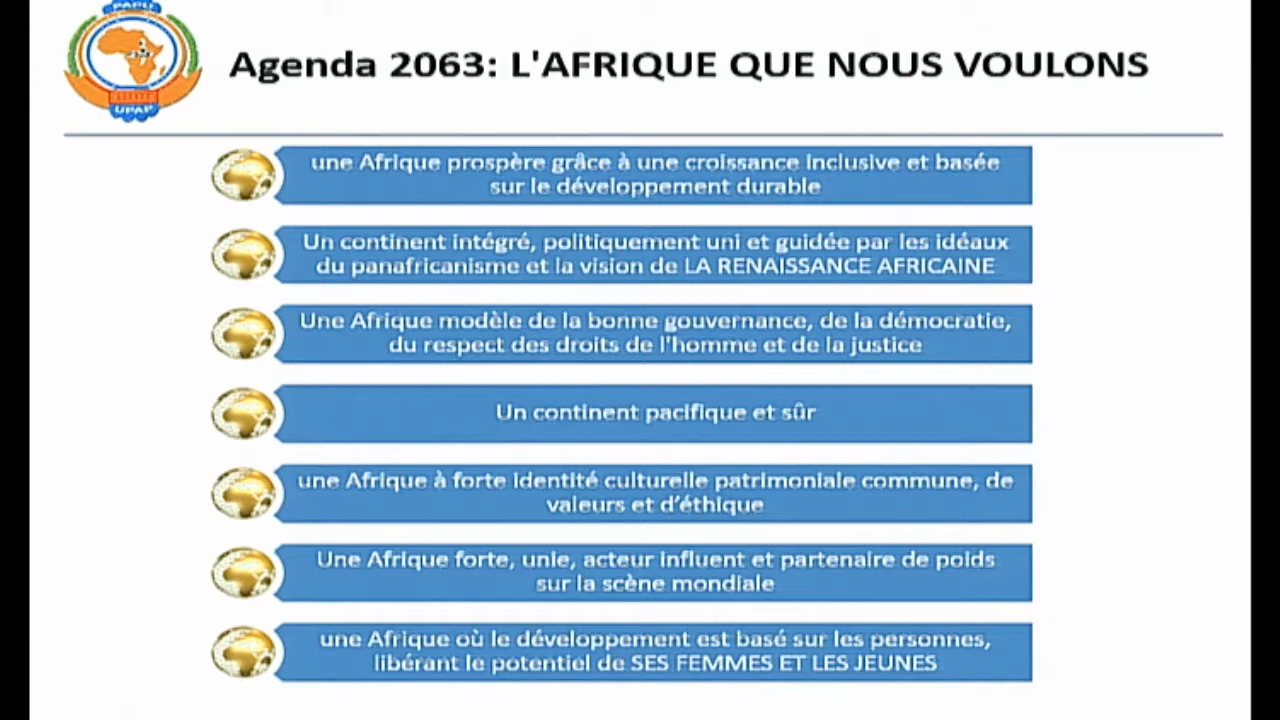 PAPU
UPAP
Agenda 2063: L'AFRIQUE QUE NOUS VOULONS
une Afrique prospère grâce à une croissance inclusive et basée
sur le développement durable
Un continent intégré, politiquement uni et guidée par les idéaux
du panafricanisme et la vision de LA RENAISSANCE AFRICAINE
Une Afrique modèle de la bonne gouvernance, de la démocratie,
du respect des droits de l'homme et de la justice
Un continent pacifique et sûr
une Afrique à forte identité culturelle patrimoniale commune, de
valeurs et d’éthique
Une Afrique forte, unie, acteur influent et partenaire de poids
sur la scène mondiale
une Afrique où le développement est basé sur les personnes,
libérant le potentiel de SES FEMMES ET LES JEUNES